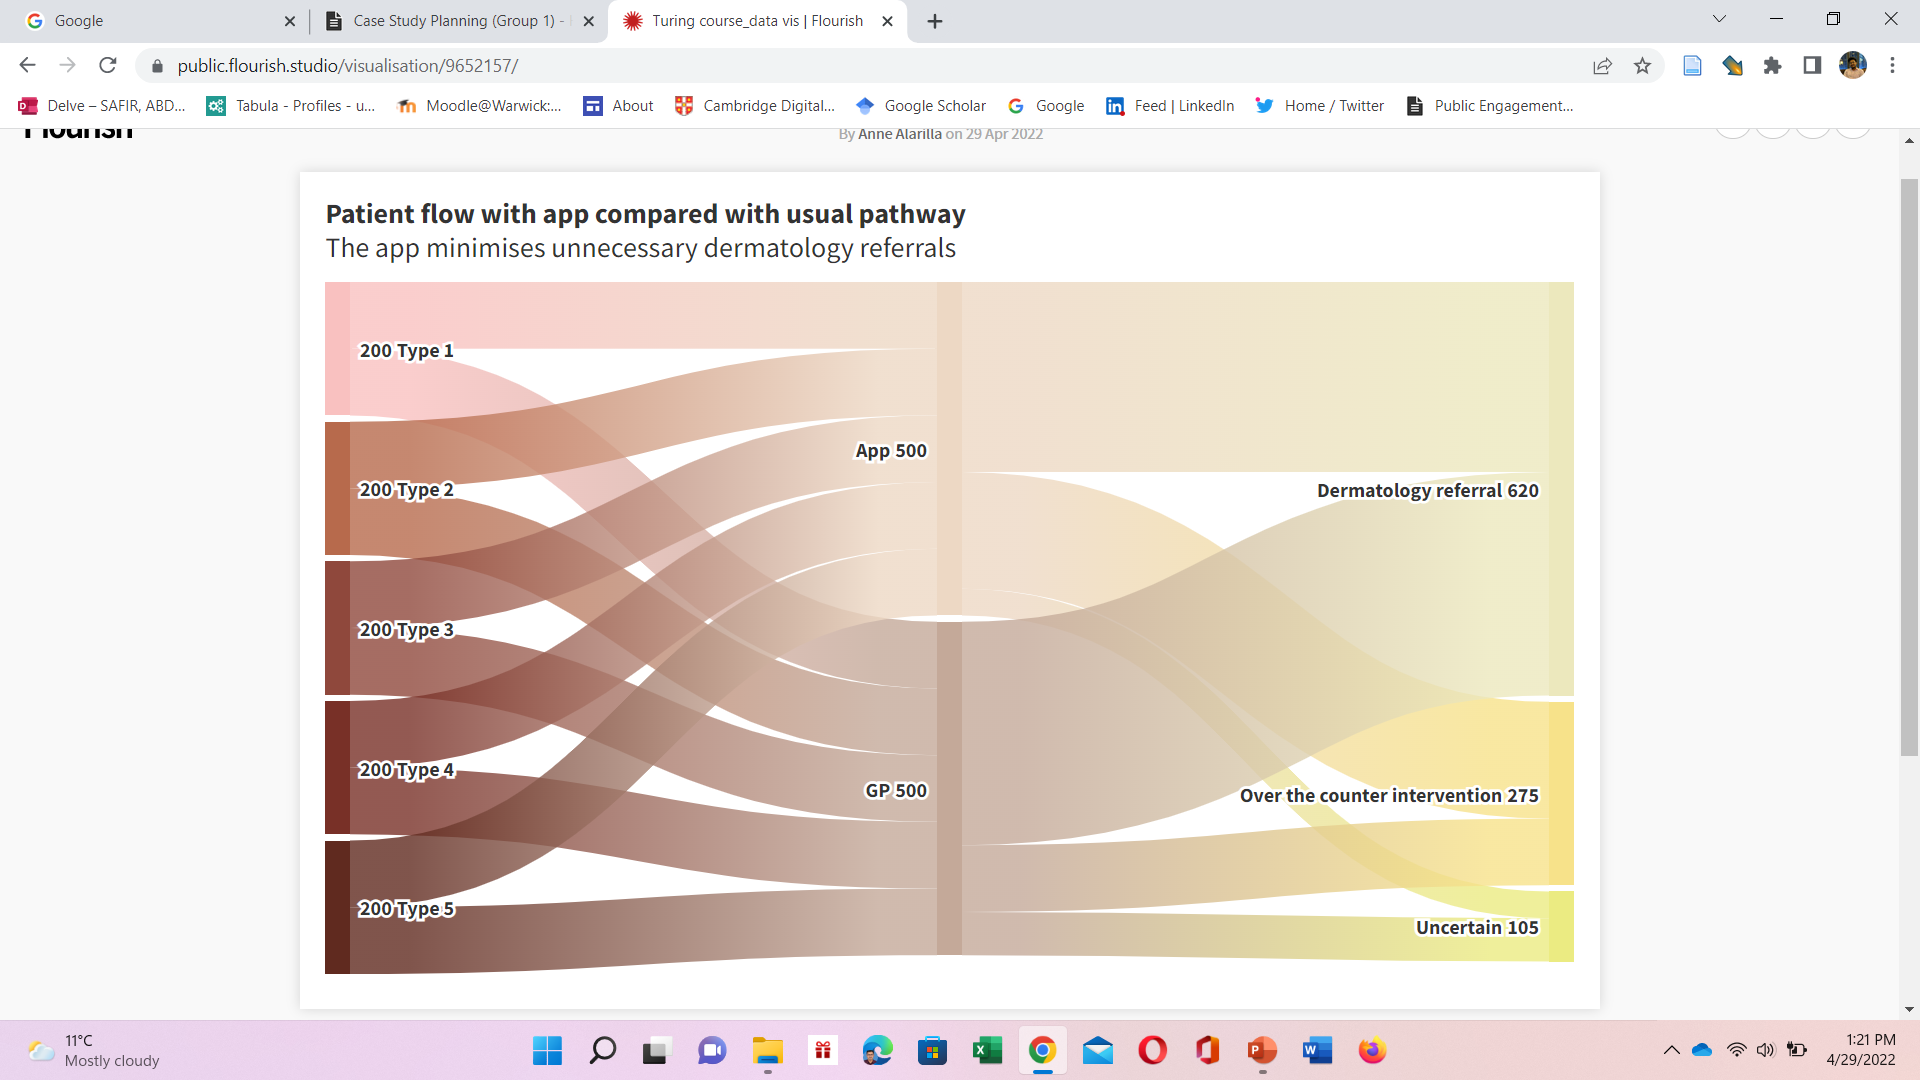 Google
Case Study Planning (Group 1) -
Turing course_data vis | Flourish
public.flourish.studio/visualisation/9652157/
Delve – SAFIR, ABD...
Tabula - Profiles - u...
Moodle@Warwick:...
About
Cambridge Digital...
Google Scholar
Google
Feed | LinkedIn
Home / Twitter
Public Engagement...
Flourish
By Anne Alarilla on 29 Apr 2022
Patient flow with app compared with usual pathway
The app minimises unnecessary dermatology referrals
200 Type 1
App 500
200 Type 2
Dermatology referral 620
200 Type 3
200 Type 4
GP 500
Over the counter intervention 275
200 Type 5
Uncertain 105
11°C
Mostly cloudy
1:21 PM
4/29/2022